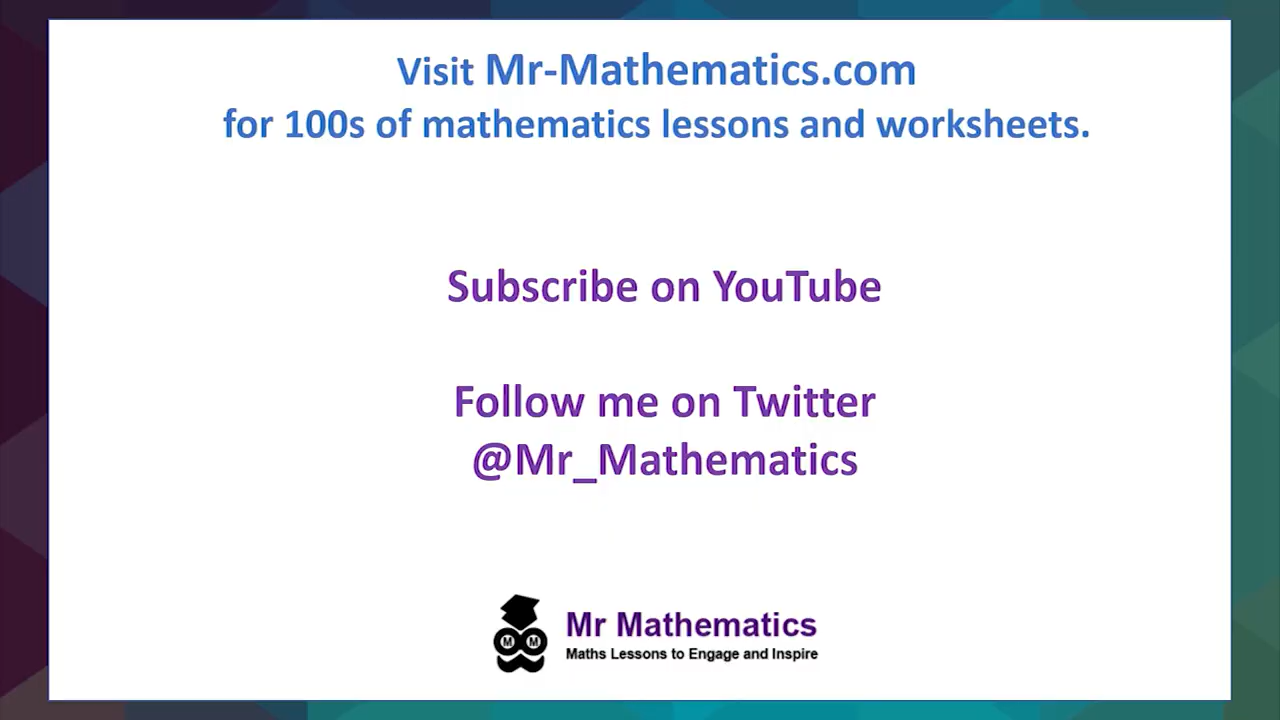 Visit Mr-Mathematics.com
for 100s of mathematics lessons and worksheets.
Subscribe on YouTube
Follow me on Twitter
@Mr_Mathematics
M M
Mr Mathematics
Maths Lessons to Engage and Inspire